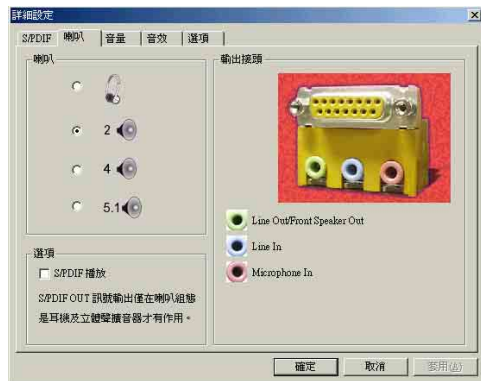 詳細設定
S/PDIF 喇叭 音量 音效 選項
喇叭
2
4
5.1
選項
S/PDIF 播放
S/PDIF OUT 訊號輸出僅在喇叭組態
是耳機及立體聲擴音器才有作用。
輸出接頭
Line Out/Front Speaker Out
Line In
Microphone In
確定 取消 套用(A)